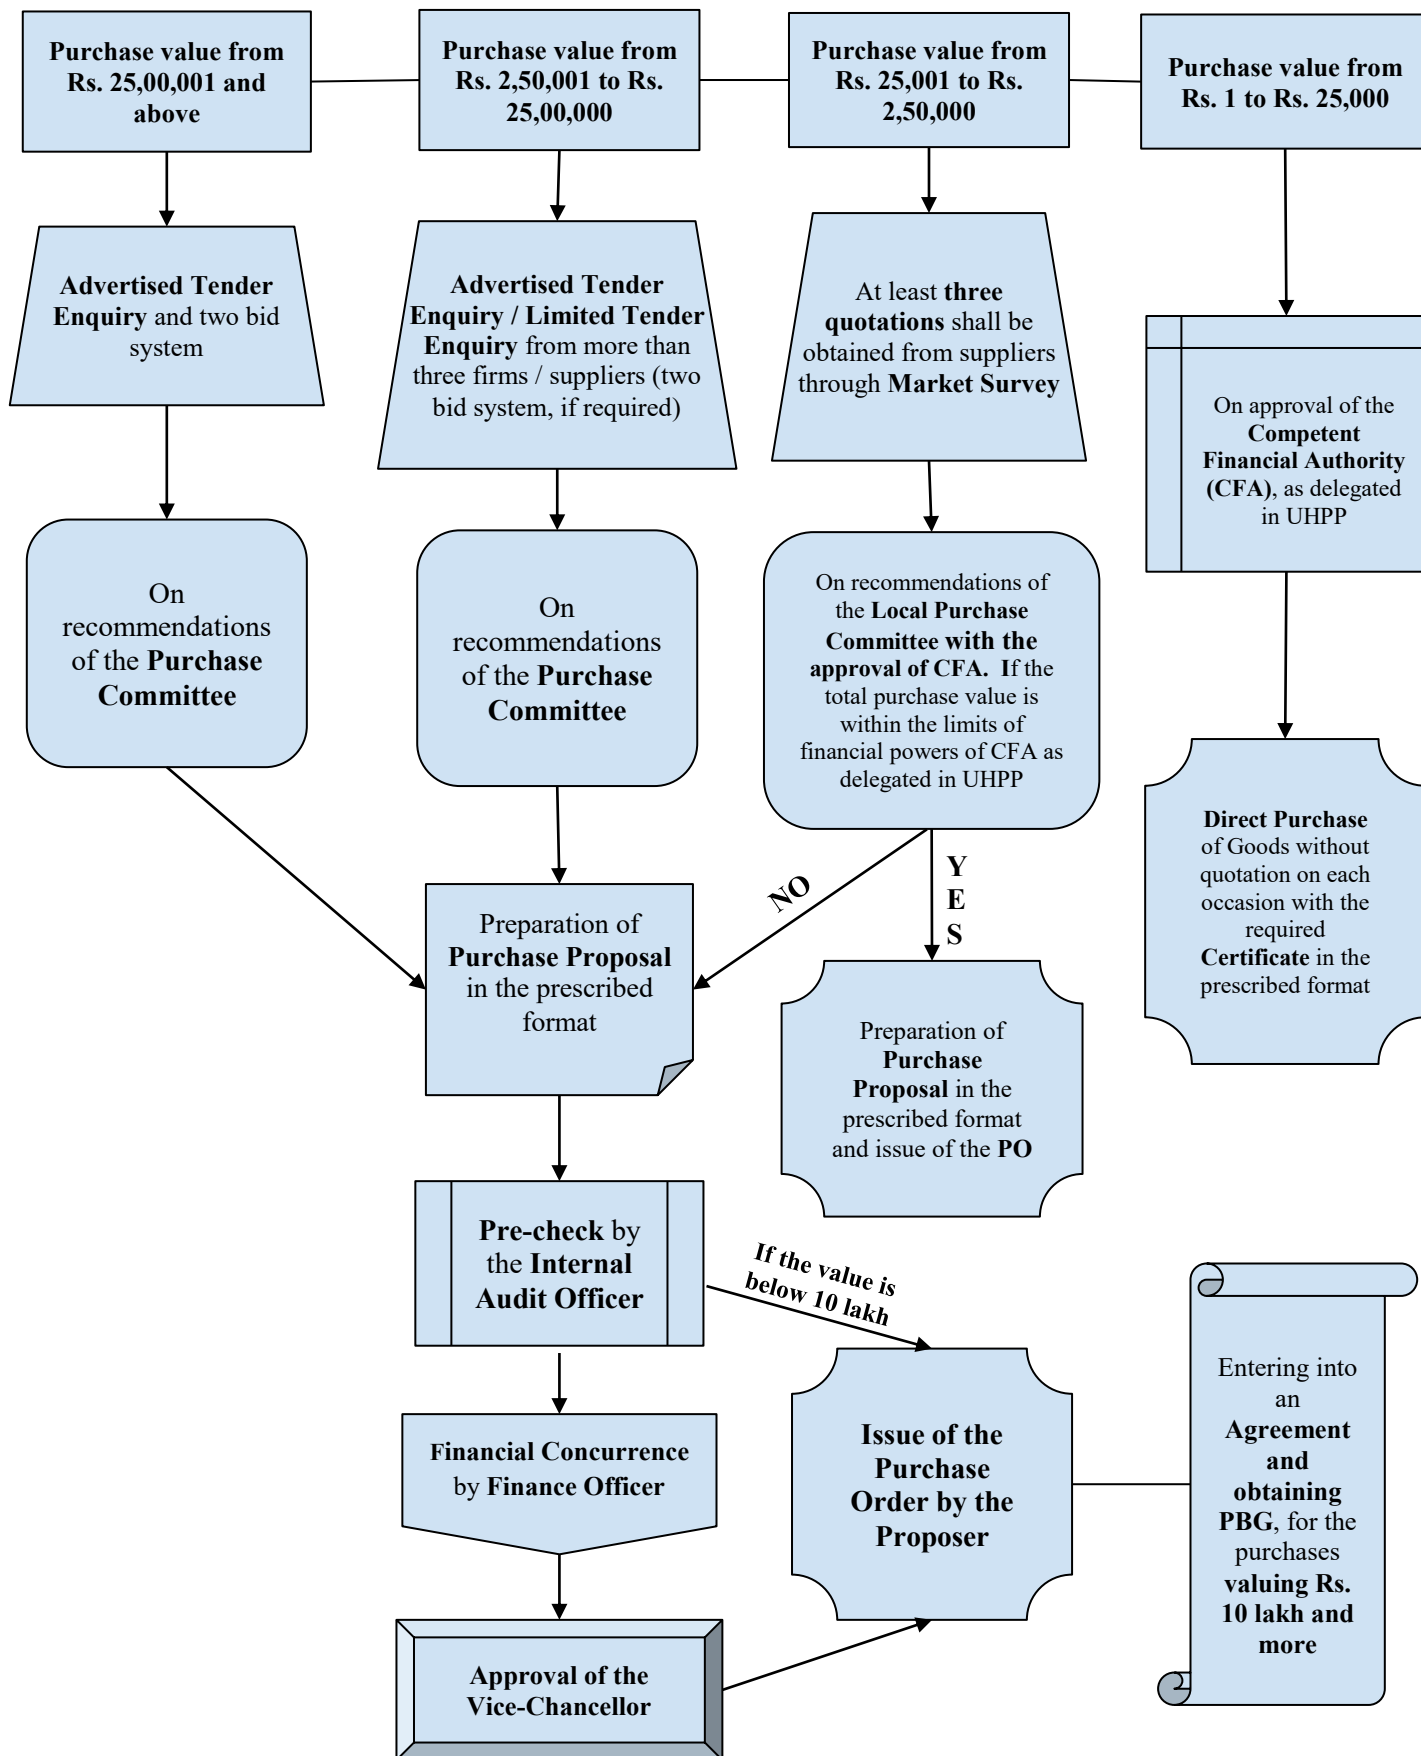 Purchase value from
Rs. 25,00,001 and
above
Purchase value from
Rs. 2,50,001 to Rs.
25,00,000
Purchase value from
Rs. 25,001 to Rs.
2,50,000
Purchase value from
Rs. 1 to Rs. 25,000
Advertised Tender
Enquiry and two bid
system
Advertised Tender
Enquiry / Limited Tender
Enquiry from more than
three firms / suppliers (two
bid system, if required)
At least three
quotations shall be
obtained from suppliers
through Market Survey
On approval of the
Competent
Financial Authority
(CFA), as delegated
in UHPP
On
recommendations
of the Purchase
Committee
On
recommendations
of the Purchase
Committee
On recommendations of
the Local Purchase
Committee with the
approval of CFA.  If the
total purchase value is
within the limits of
financial powers of CFA as
delegated in UHPP
Direct Purchase
of Goods without
quotation on each
occasion with the
required
Certificate in the
prescribed format
NO
Y
E
S
Preparation of
Purchase Proposal
in the prescribed
format
Preparation of
Purchase
Proposal in the
prescribed format
and issue of the PO
Pre-check by
the Internal
Audit Officer
If the value is
below 10 lakh
Financial Concurrence
by Finance Officer
Issue of the
Purchase
Order by the
Proposer
Entering into
an
Agreement
and
obtaining
PBG, for the
purchases
valuing Rs.
10 lakh and
more
Approval of the
Vice-Chancellor